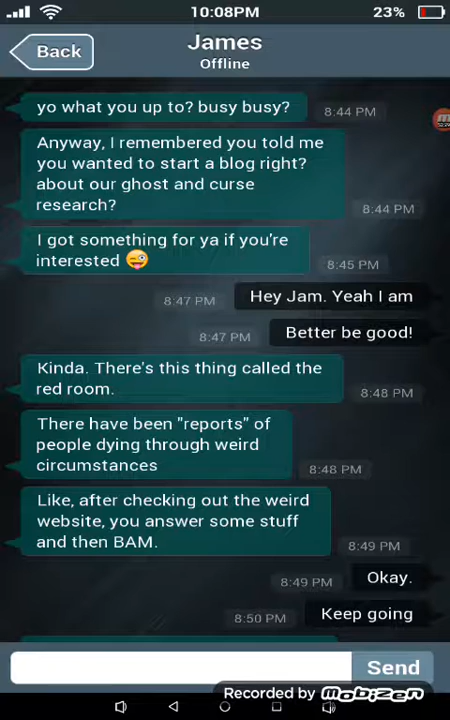 10:08PM
23%
Back
James
Offline
yo what you up to? busy busy?
8:44 PM
Anyway, I remembered you told me
you wanted to start a blog right?
about our ghost and curse
research?
8:44 PM
I got something for ya if you're
interested 😜
8:45 PM
8:47 PM
Hey Jam. Yeah I am
8:47 PM
Better be good!
Kinda. There's this thing called the
red room.
8:48 PM
There have been "reports" of
people dying through weird
circumstances
8:48 PM
Like, after checking out the weird
website, you answer some stuff
and then BAM.
8:49 PM
8:49 PM
Okay.
8:50 PM
Keep going
Send
Recorded by mobizen